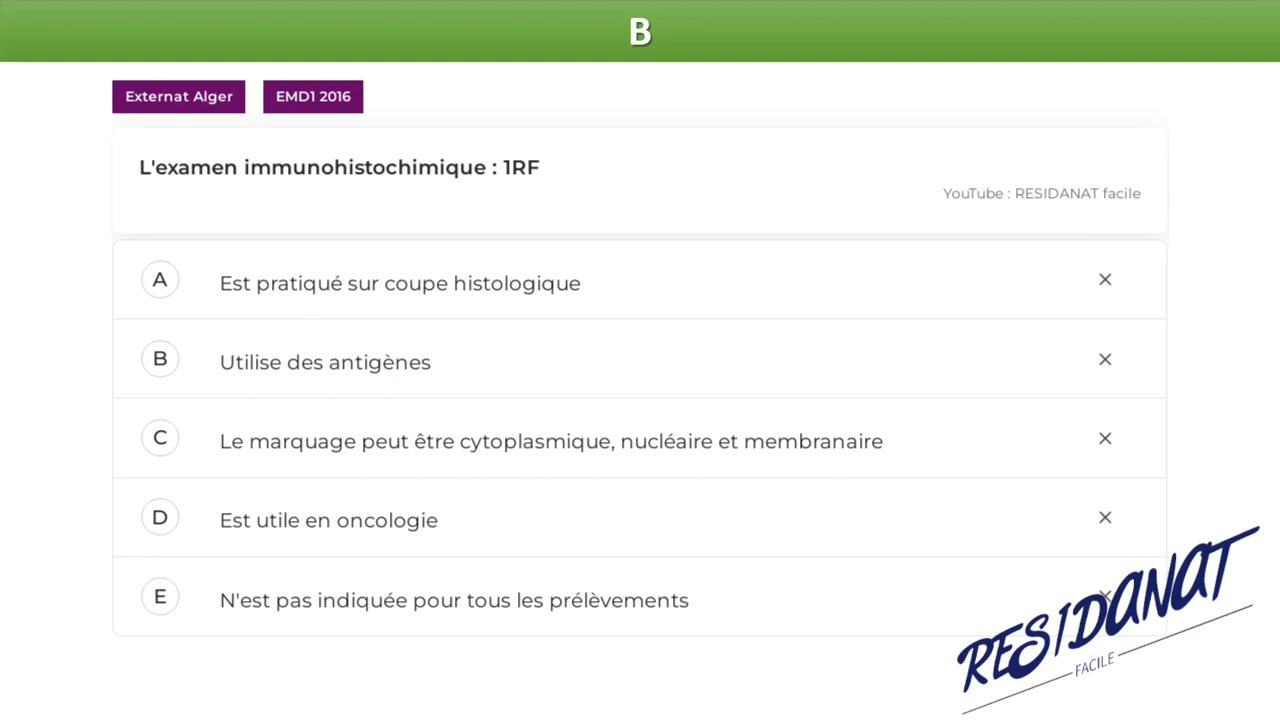 B
Externat Alger EMD1 2016
L'examen immunohistochimique : 1RF
YouTube : RESIDANAT facile
A Est pratiqué sur coupe histologique ×
B Utilise des antigènes ×
C Le marquage peut être cytoplasmique, nucléaire et membranaire ×
D Est utile en oncologie ×
E N'est pas indiquée pour tous les prélèvements ×
RESIDANAT
FACILE